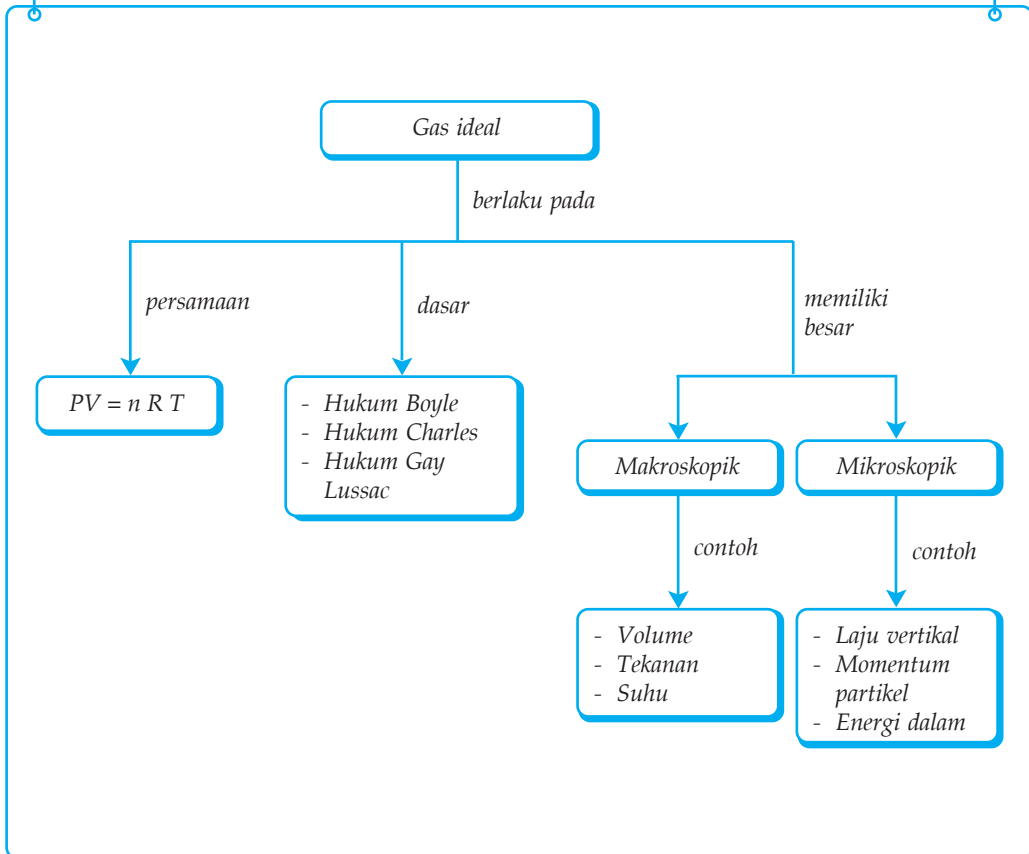 Gas ideal
berlaku pada
persamaan
dasar
memiliki
besar
PV = n R T
- Hukum Boyle
- Hukum Charles
- Hukum Gay
Lussac
Makroskopik
Mikroskopik
contoh
contoh
- Volume
- Tekanan
- Suhu
- Laju vertikal
- Momentum
partikel
- Energi dalam